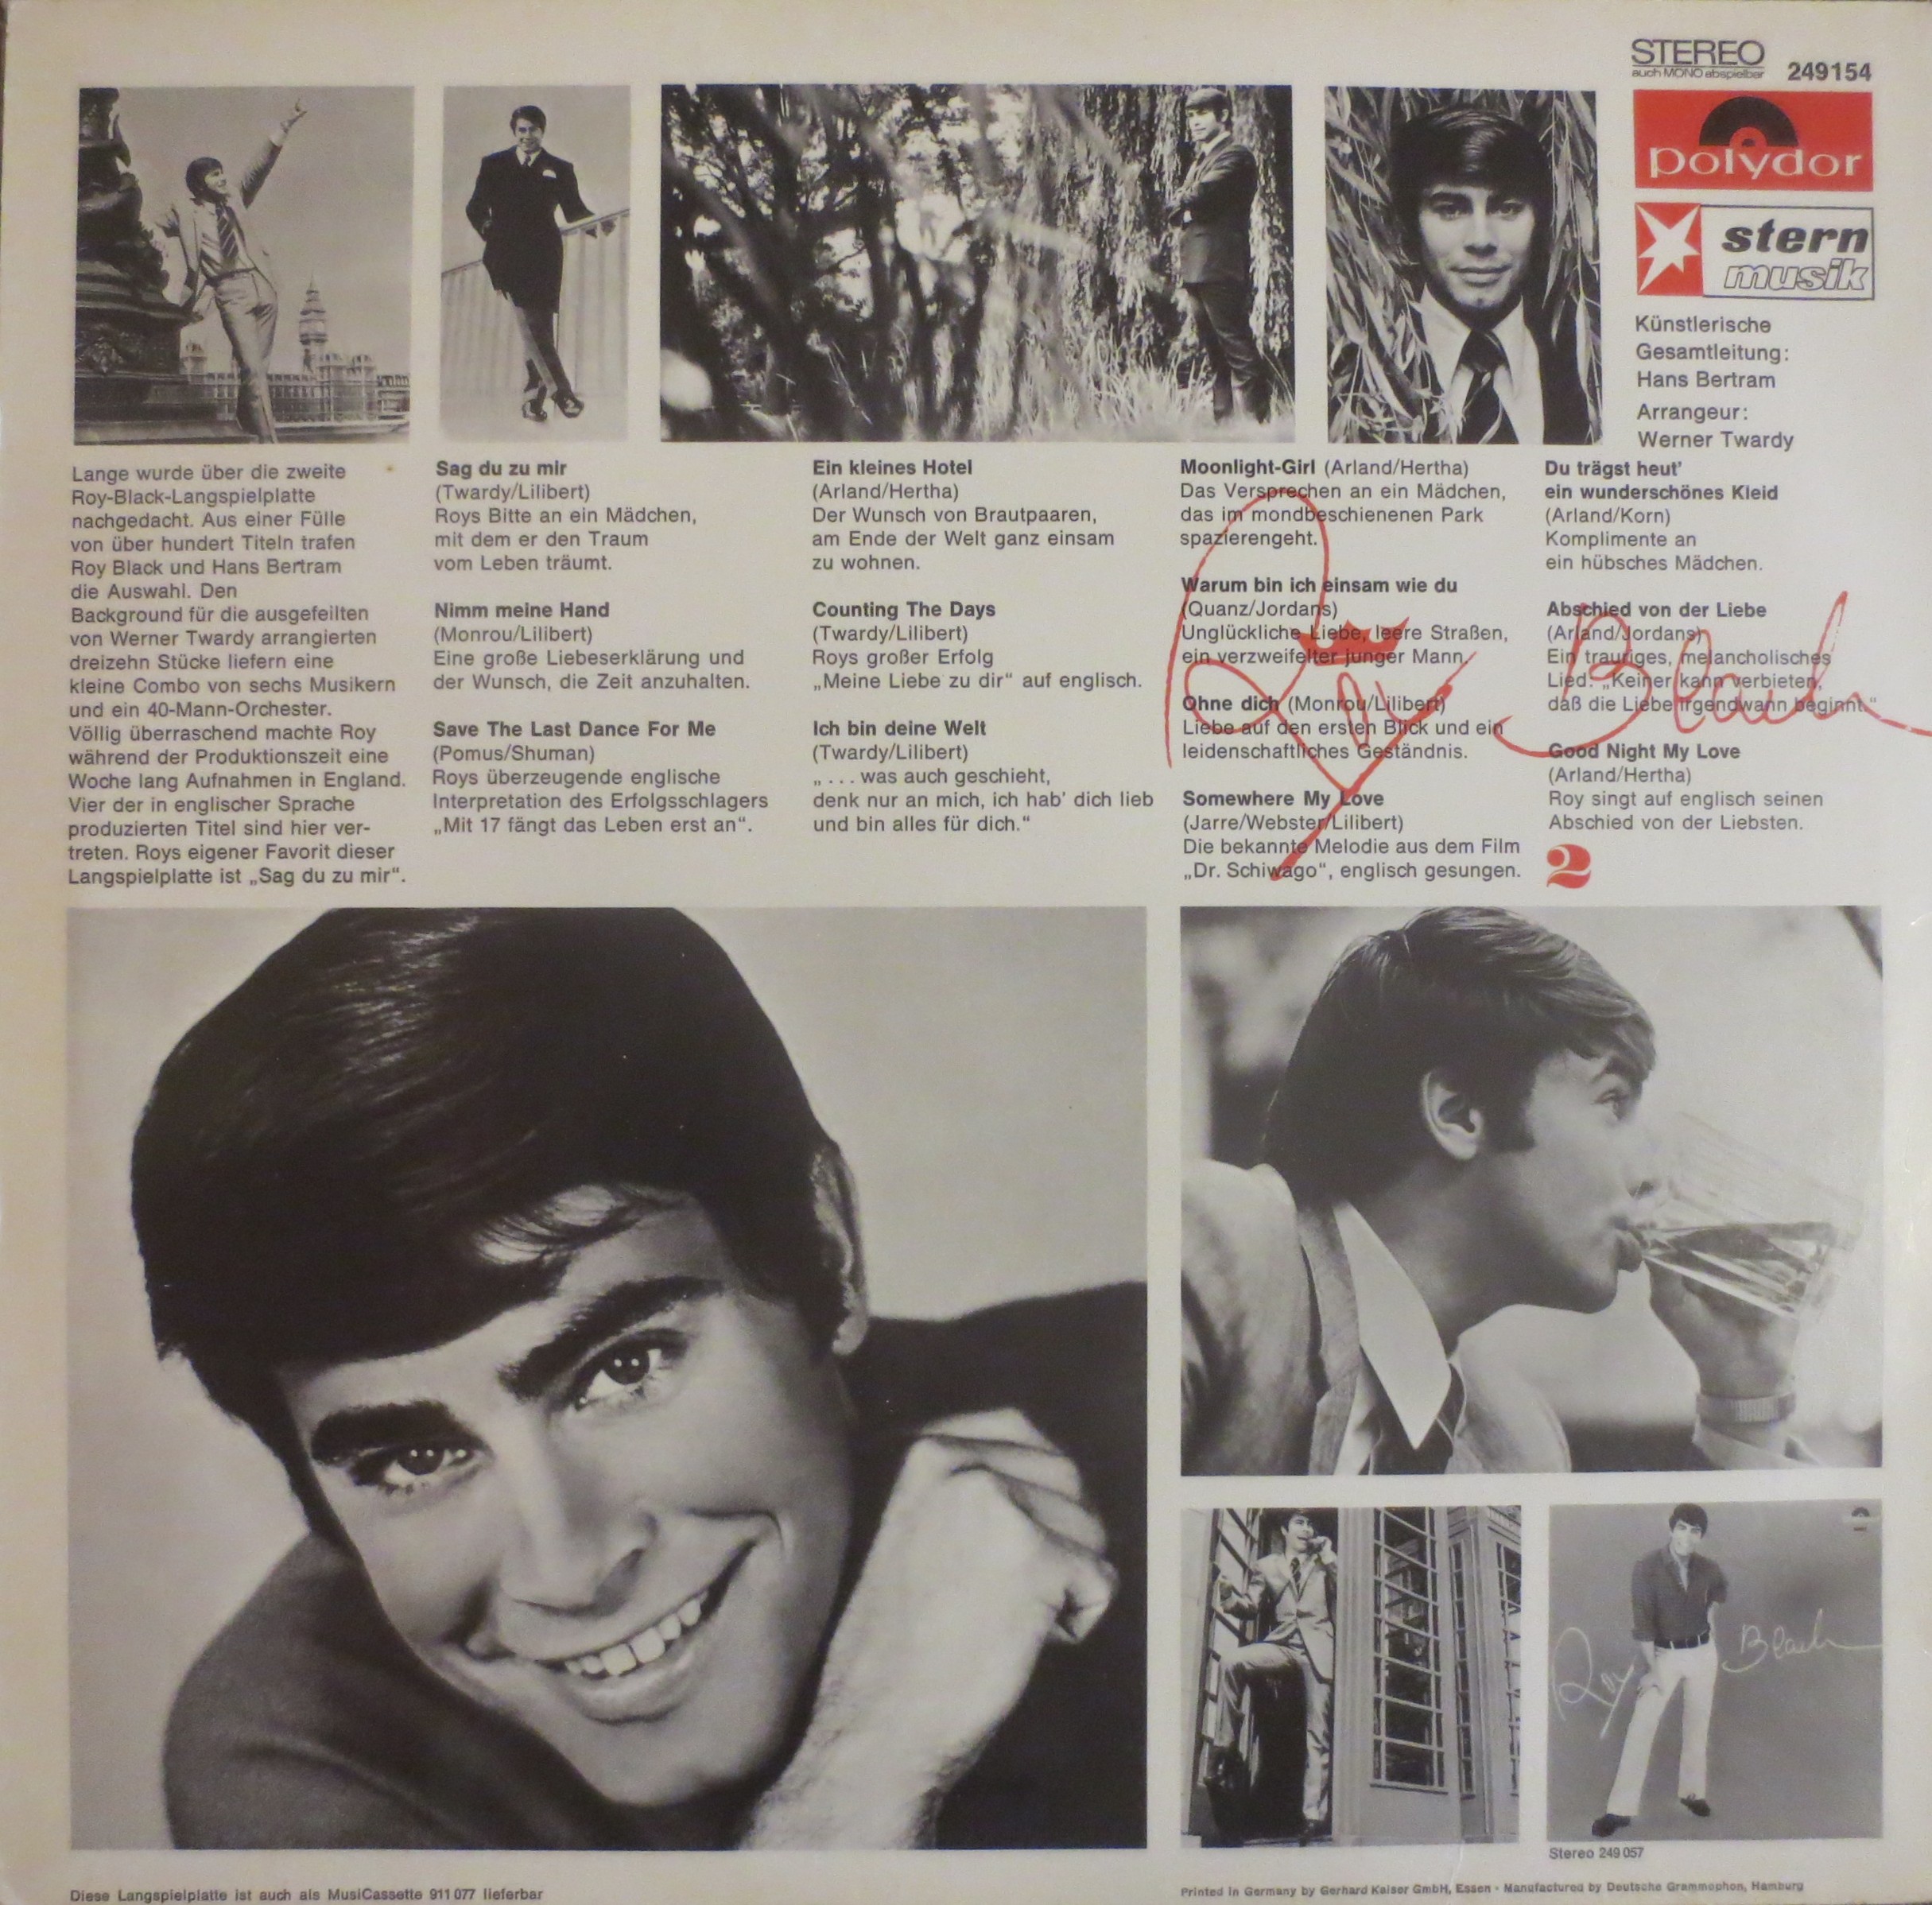 STEREO
auch MONO abspielbar
249154
polydor
stern
musik
Künstlerische
Gesamtleitung:
Hans Bertram
Arrangeur:
Werner Twardy
Lange wurde über die zweite
Roy-Black-Langspielplatte
nachgedacht. Aus einer Fülle
von über hundert Titeln trafen
Roy Black und Hans Bertram
die Auswahl. Den
Background für die ausgefeilten
von Werner Twardy arrangierten
dreizehn Stücke liefern eine
kleine Combo von sechs Musikern
und ein 40-Mann-Orchester.
Völlig überraschend machte Roy
während der Produktionszeit eine
Woche lang Aufnahmen in England.
Vier der in englischer Sprache
produzierten Titel sind hier ver-
treten. Roys eigener Favorit dieser
Langspielplatte ist „Sag du zu mir“.
Sag du zu mir
(Twardy/Lilibert)
Roys Bitte an ein Mädchen,
mit dem er den Traum
vom Leben träumt.
Nimm meine Hand
(Monrou/Lilibert)
Eine große Liebeserklärung und
der Wunsch, die Zeit anzuhalten.
Save The Last Dance For Me
(Pomus/Shuman)
Roys überzeugende englische
Interpretation des Erfolgsschlagers
„Mit 17 fängt das Leben erst an“.
Ein kleines Hotel
(Arland/Hertha)
Der Wunsch von Brautpaaren,
am Ende der Welt ganz einsam
zu wohnen.
Counting The Days
(Twardy/Lilibert)
Roys großer Erfolg
„Meine Liebe zu dir“ auf englisch.
Ich bin deine Welt
(Twardy/Lilibert)
„ . . . was auch geschieht,
denk nur an mich, ich hab’ dich lieb
und bin alles für dich.“
Moonlight-Girl (Arland/Hertha)
Das Versprechen an ein Mädchen,
das im mondbeschienenen Park
spazierengeht.
Warum bin ich einsam wie du
(Quanz/Jordans)
Unglückliche Liebe, leere Straßen,
ein verzweifelter junger Mann.
Ohne dich (Monrou/Lilibert)
Liebe auf den ersten Blick und ein
leidenschaftliches Geständnis.
Somewhere My Love
(Jarre/Webster/Lilibert)
Die bekannte Melodie aus dem Film
„Dr. Schiwago“, englisch gesungen.
Du trägst heut’
ein wunderschönes Kleid
(Arland/Korn)
Komplimente an
ein hübsches Mädchen.
Abschied von der Liebe
(Arland/Jordans)
Ein trauriges, melancholisches
Lied: „Keiner kann verbieten,
daß die Liebe irgendwann beginnt.“
Good Night My Love
(Arland/Hertha)
Roy singt auf englisch seinen
Abschied von der Liebsten.
2
Roy Black
Roy Black
Stereo 249 057
Diese Langspielplatte ist auch als MusiCassette 911 077 lieferbar
Printed in Germany by Gerhard Kaiser GmbH, Essen · Manufactured by Deutsche Grammophon, Hamburg